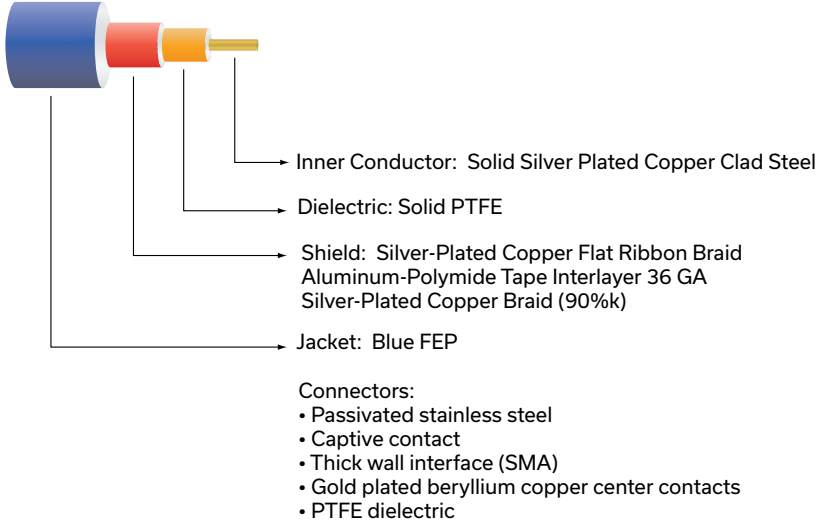 Inner Conductor: Solid Silver Plated Copper Clad Steel
Dielectric: Solid PTFE
Shield: Silver-Plated Copper Flat Ribbon Braid
Aluminum-Polymide Tape Interlayer 36 GA
Silver-Plated Copper Braid (90%k)
Jacket: Blue FEP
Connectors:
• Passivated stainless steel
• Captive contact
• Thick wall interface (SMA)
• Gold plated beryllium copper center contacts
• PTFE dielectric